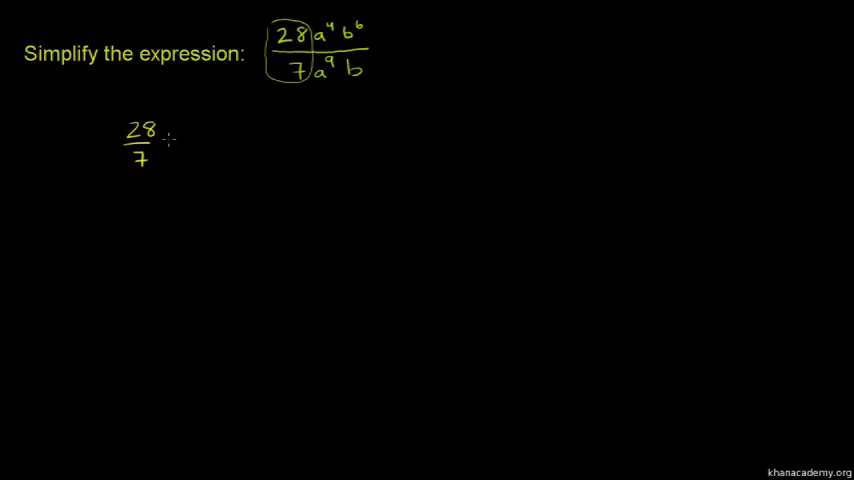 Simplify the expression: 28a⁴b⁶ / 7a⁹b
28 / 7
khanacademy.org